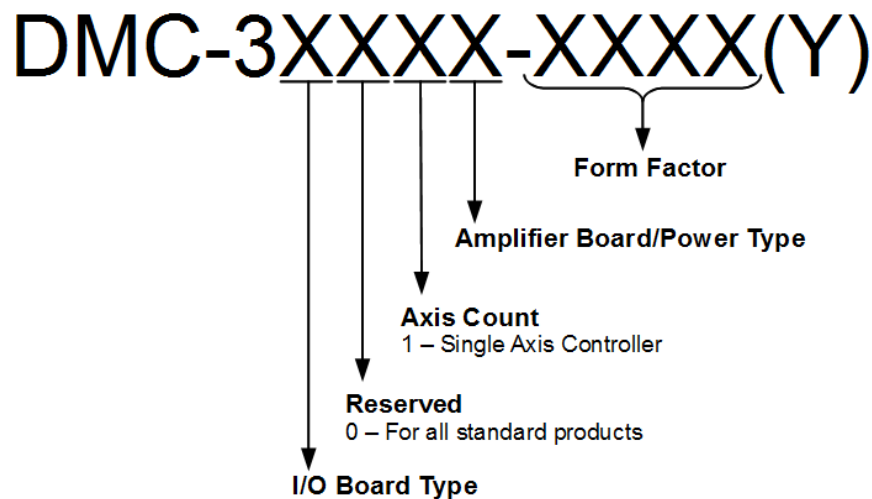 DMC-3XXXX-XXXX(Y)
Form Factor
Amplifier Board/Power Type
Axis Count
1 – Single Axis Controller
Reserved
0 – For all standard products
I/O Board Type